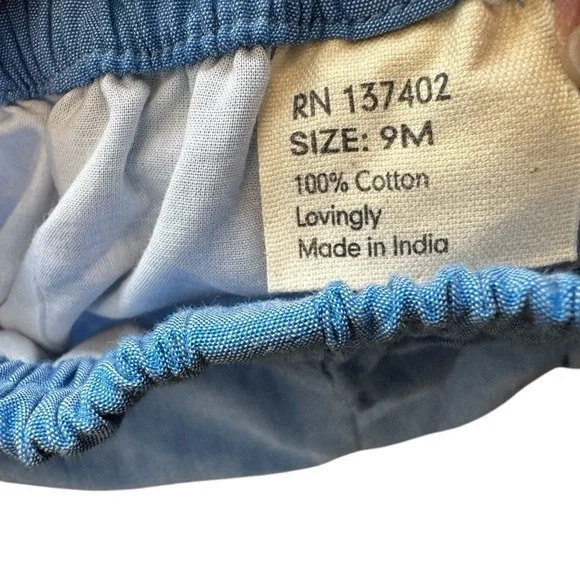 RN 137402
SIZE: 9M
100% Cotton
Lovingly
Made in India